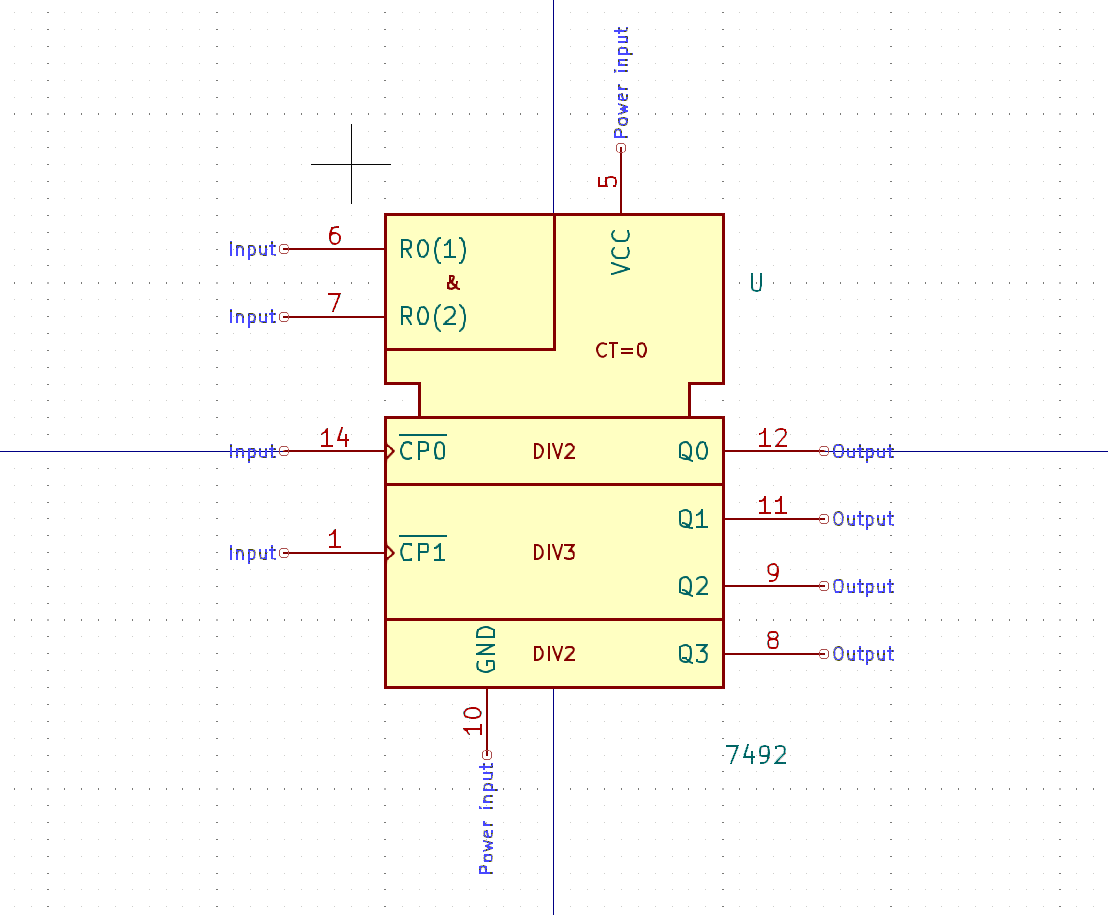 Power input
5
VCC
Input 6 R0(1)
&
Input 7 R0(2)
U
CT=0
Input 14 CP0 DIV2 Q0 12 Output
Q1 11 Output
Input 1 CP1 DIV3
Q2 9 Output
GND DIV2 Q3 8 Output
10
7492
Power input